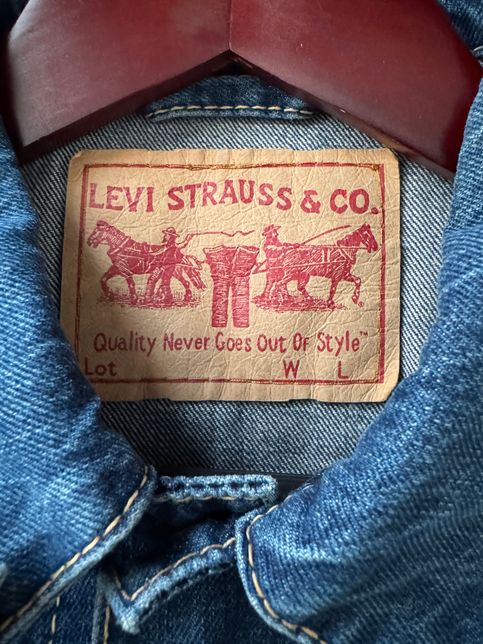 LEVI STRAUSS & CO.
Quality Never Goes Out Of Style™
Lot W L